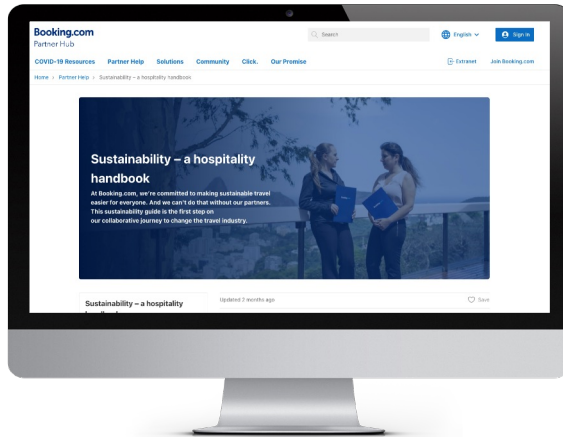 Booking.com
Partner Hub
Search
English
Sign in
COVID-19 Resources Partner Help Solutions Community Click. Our Promise
Extranet Join Booking.com
Home › Partner Help › Sustainability – a hospitality handbook
Sustainability – a hospitality
handbook
At Booking.com, we're committed to making sustainable travel
easier for everyone. And we can't do that without our partners.
This sustainability guide is the first step on
our collaborative journey to change the travel industry.
Sustainability – a hospitality
Updated 2 months ago
Save